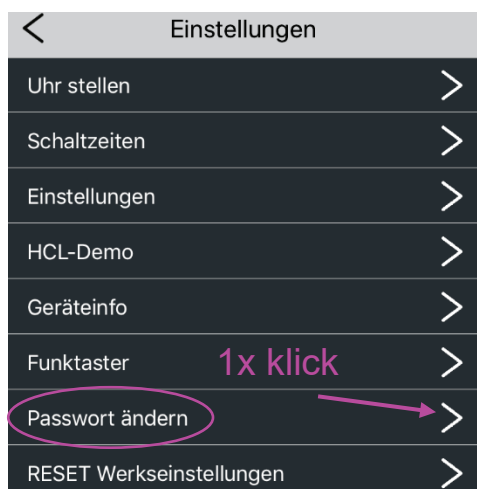 Einstellungen
Uhr stellen
Schaltzeiten
Einstellungen
HCL-Demo
Geräteinfo
Funktaster
1x klick
Passwort ändern
RESET Werkseinstellungen